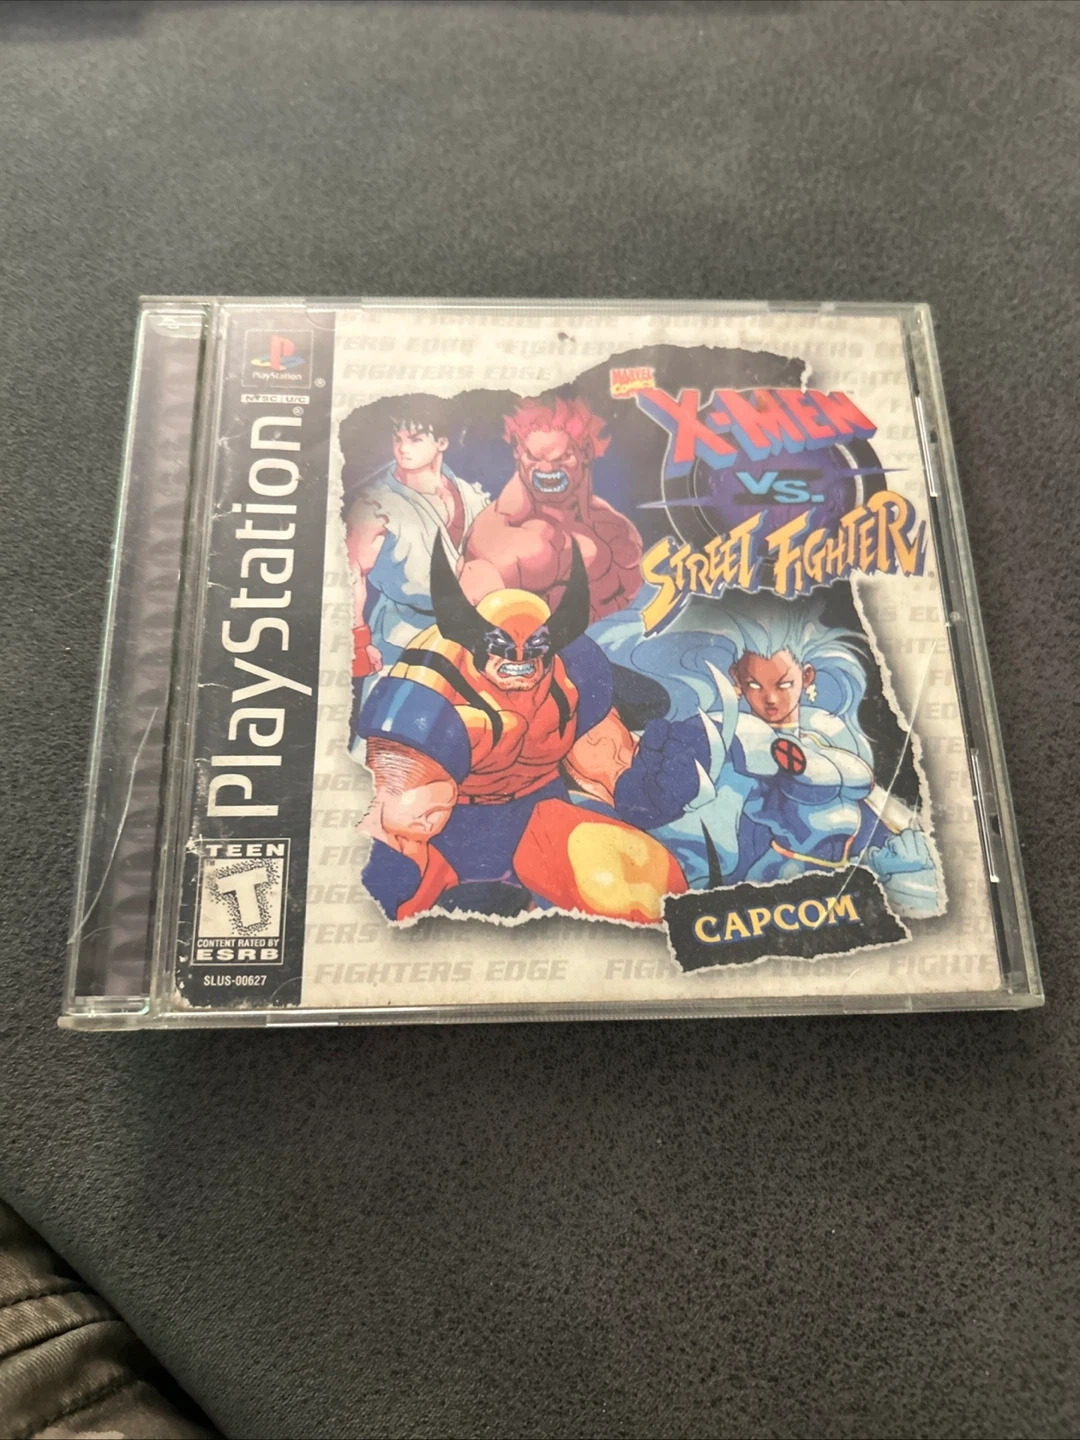 PlayStation
®
NTSC U/C
PlayStation®
TEEN
T
CONTENT RATED BY
ESRB
SLUS-00627
FIGHTERS EDGE
MARVEL
COMICS
X-MEN™
VS.
STREET FIGHTER®
CAPCOM
FIGHTERS EDGE